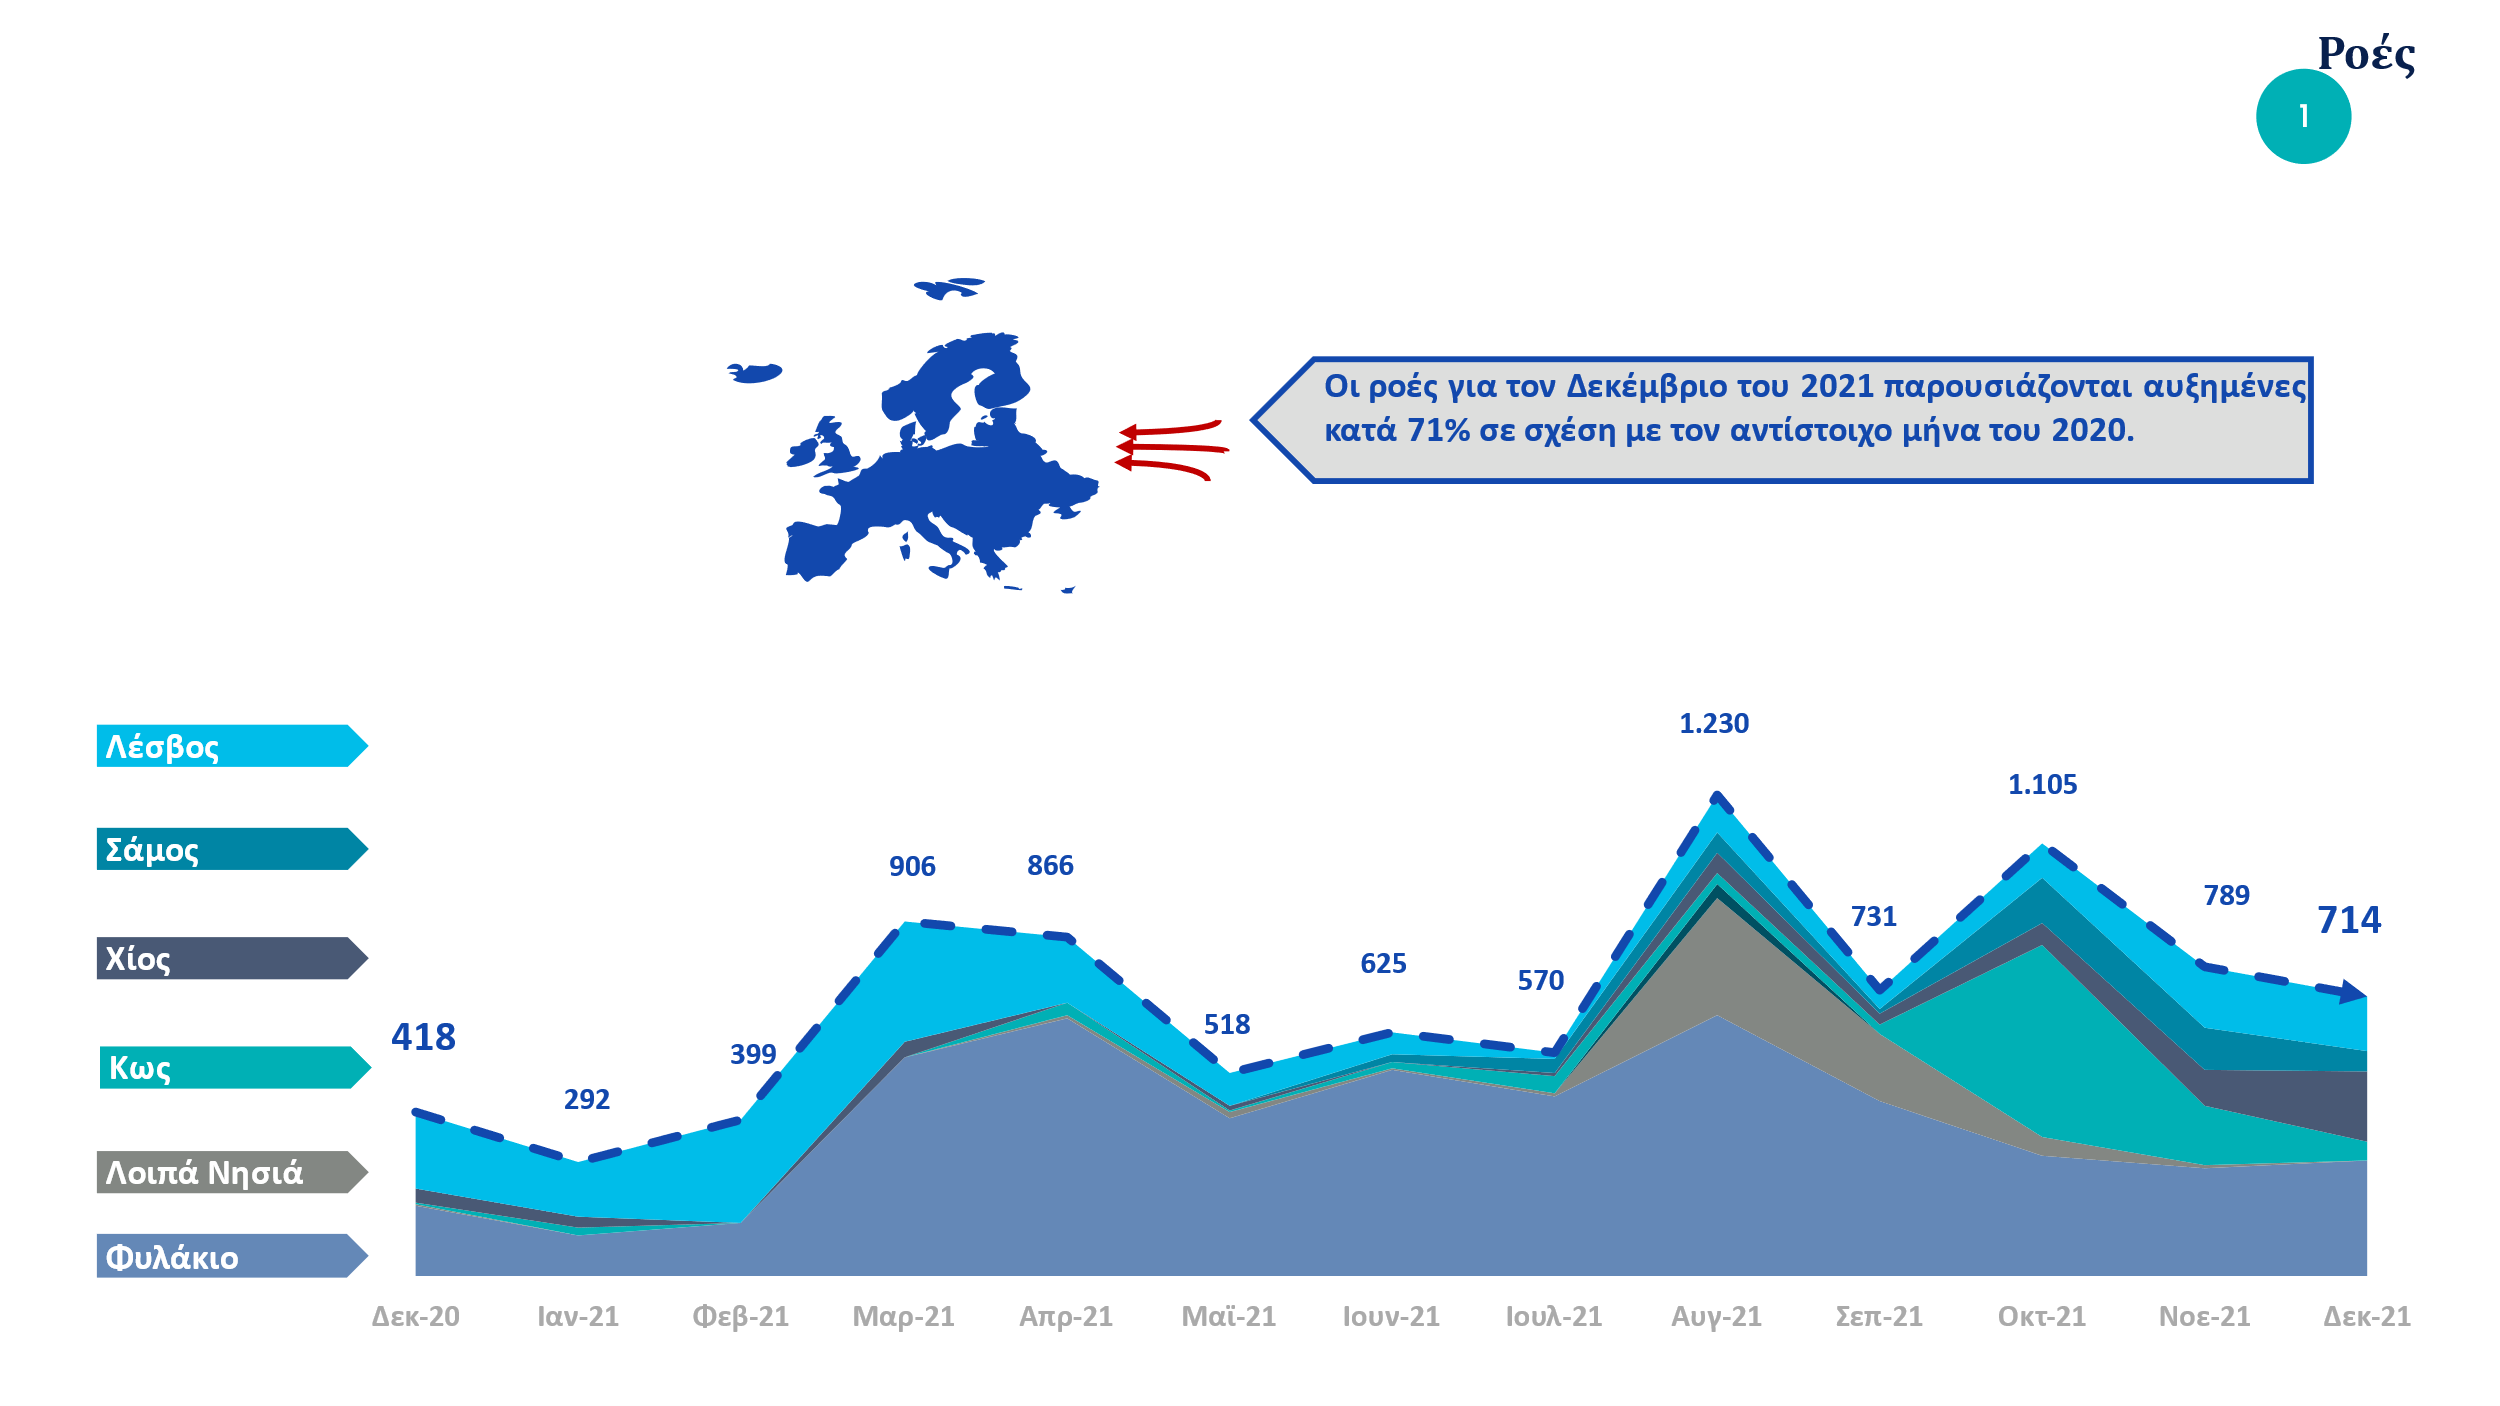 Ροές
1
Οι ροές για τον Δεκέμβριο του 2021 παρουσιάζονται αυξημένες
κατά 71% σε σχέση με τον αντίστοιχο μήνα του 2020.
Λέσβος
Σάμος
Χίος
Κως
Λοιπά Νησιά
Φυλάκιο
418
292
399
906
866
518
625
570
1.230
731
1.105
789
714
Δεκ-20
Ιαν-21
Φεβ-21
Μαρ-21
Απρ-21
Μαϊ-21
Ιουν-21
Ιουλ-21
Αυγ-21
Σεπ-21
Οκτ-21
Νοε-21
Δεκ-21